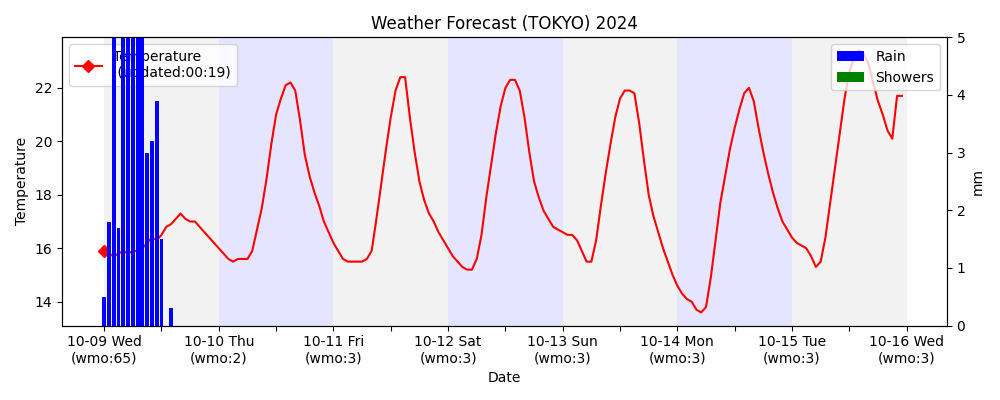 Weather Forecast (TOKYO) 2024
Temperature
(updated:00:19)
Rain
Showers
Temperature
22
20
18
16
14
5
4
3
2
1
0
mm
10-09 Wed 10-10 Thu 10-11 Fri 10-12 Sat 10-13 Sun 10-14 Mon 10-15 Tue 10-16 Wed
(wmo:65) (wmo:2) (wmo:3) (wmo:3) (wmo:3) (wmo:3) (wmo:3) (wmo:3)
Date